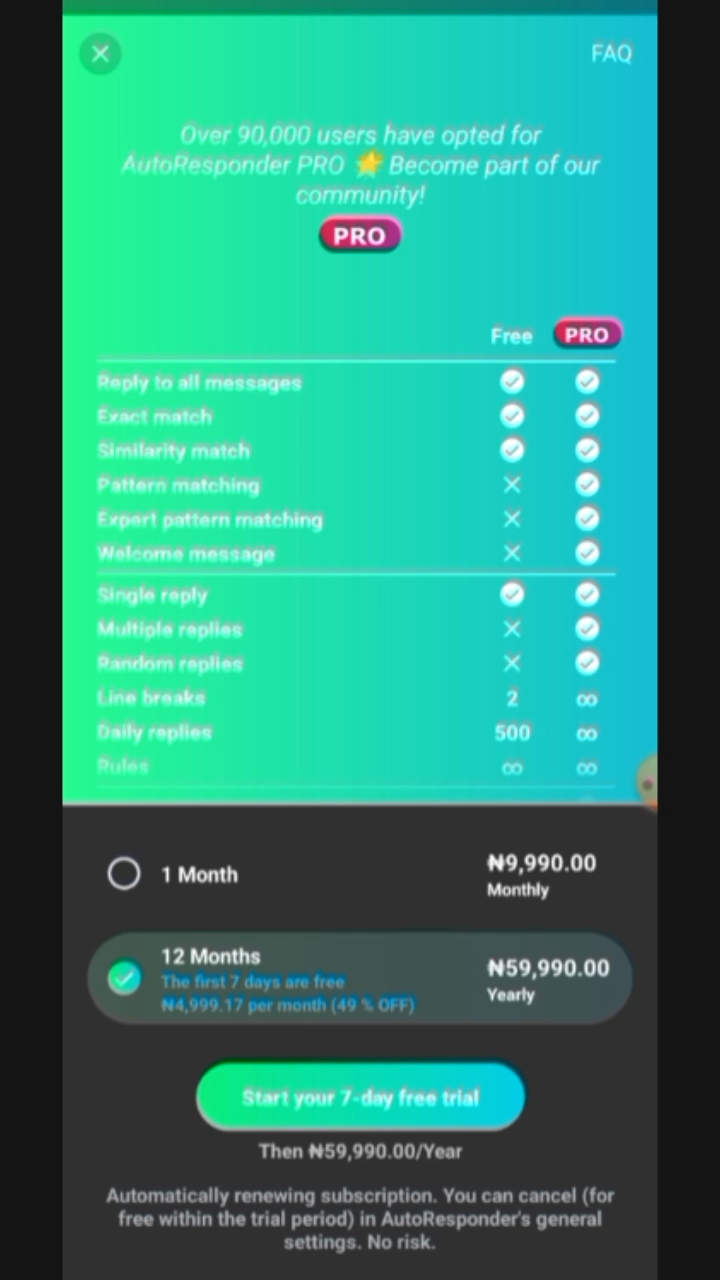 FAQ
Over 90,000 users have opted for
AutoResponder PRO ⭐ Become part of our
community!
PRO
Free PRO
Reply to all messages
Exact match
Similarity match
Pattern matching
Expert pattern matching
Welcome message
Single reply
Multiple replies
Random replies
Line breaks 2 ∞
Daily replies 500 ∞
Rules ∞ ∞
1 Month ₦9,990.00
Monthly
12 Months
The first 7 days are free
₦4,999.17 per month (49 % OFF)
₦59,990.00
Yearly
Start your 7-day free trial
Then ₦59,990.00/Year
Automatically renewing subscription. You can cancel (for
free within the trial period) in AutoResponder's general
settings. No risk.